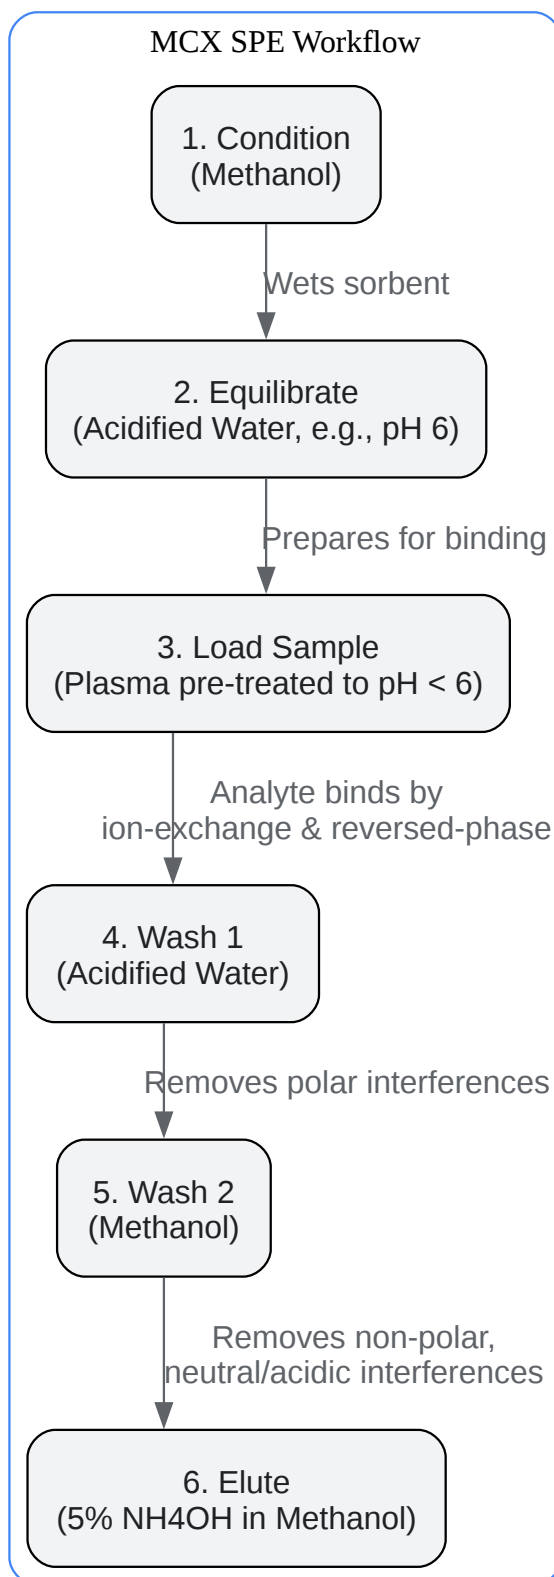 MCX SPE Workflow
1. Condition
(Methanol)
Wets sorbent
2. Equilibrate
(Acidified Water, e.g., pH 6)
Prepares for binding
3. Load Sample
(Plasma pre-treated to pH < 6)
Analyte binds by
ion-exchange & reversed-phase
4. Wash 1
(Acidified Water)
Removes polar interferences
5. Wash 2
(Methanol)
Removes non-polar,
neutral/acidic interferences
6. Elute
(5% NH4OH in Methanol)